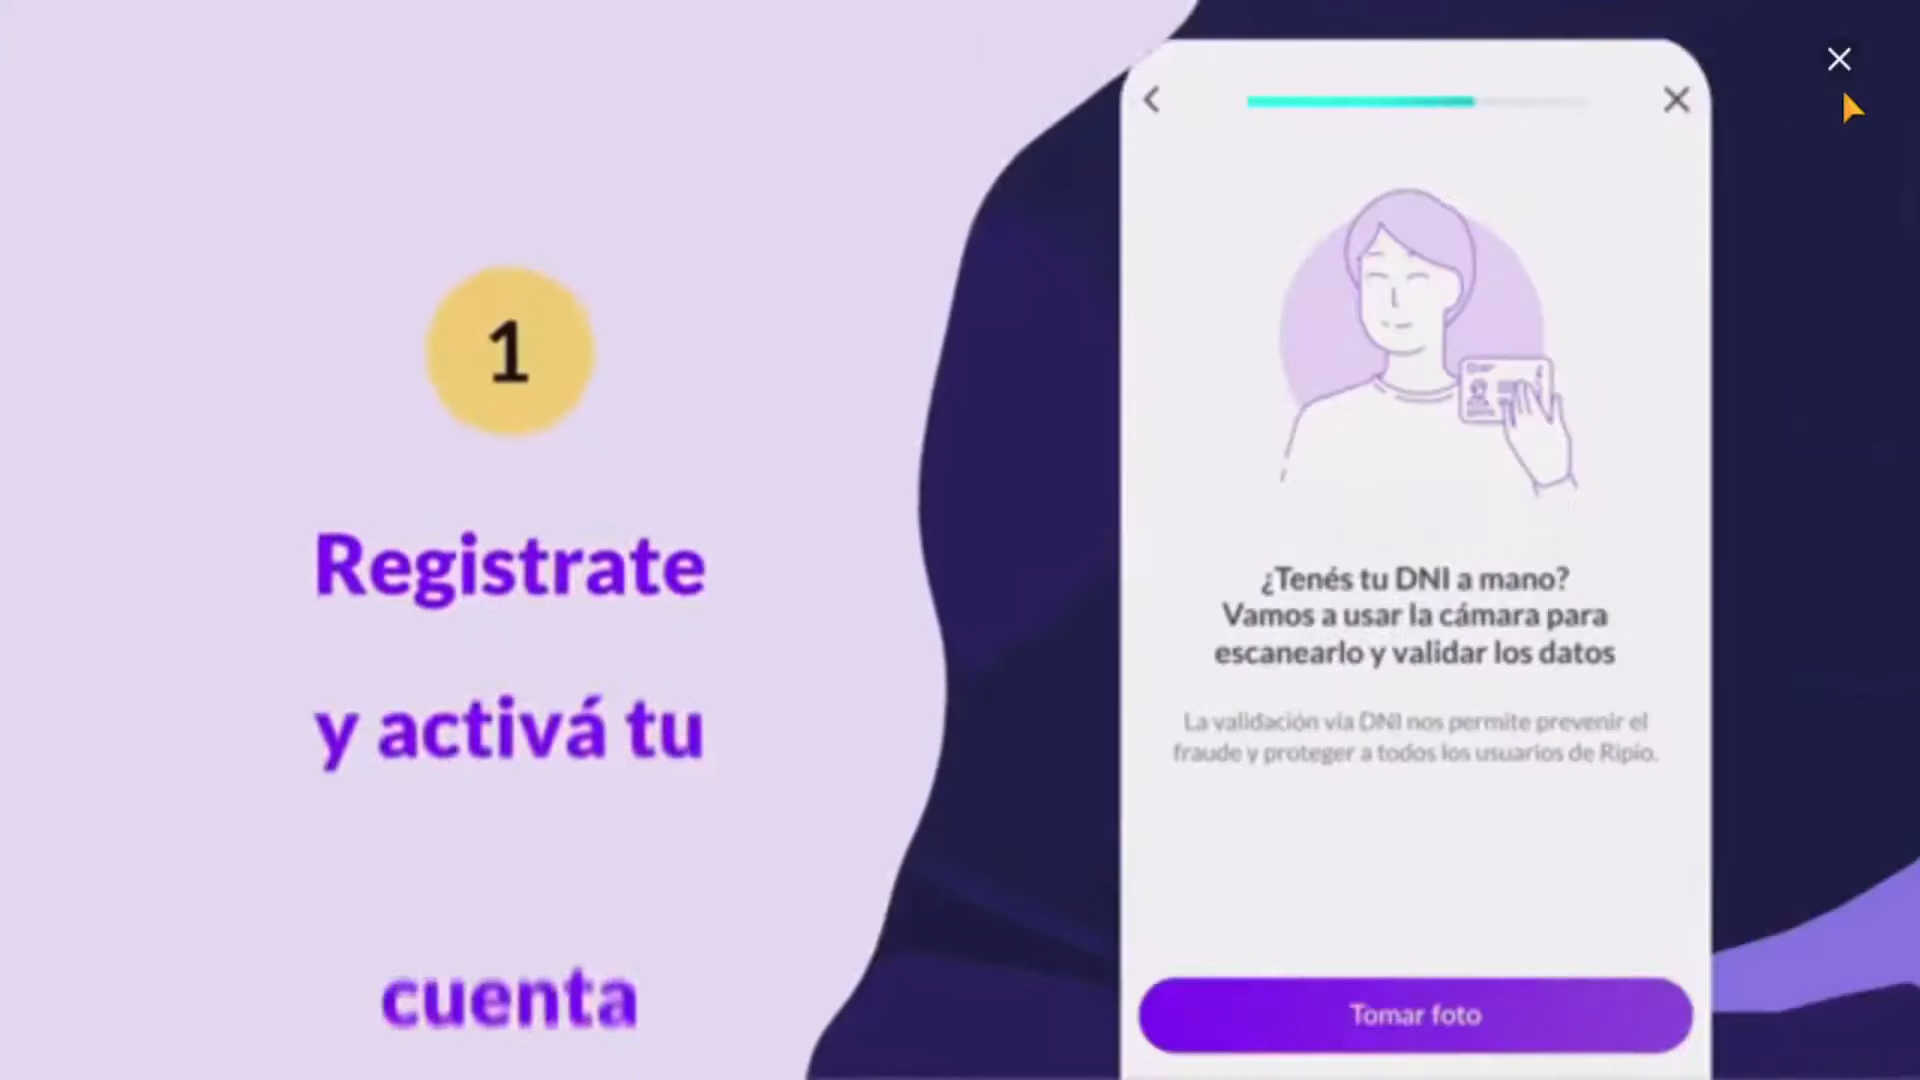 1
Registrate
y activá tu
cuenta
¿Tenés tu DNI a mano?
Vamos a usar la cámara para
escanearlo y validar los datos
La validación vía DNI nos permite prevenir el
fraude y proteger a todos los usuarios de Ripio.
Tomar foto